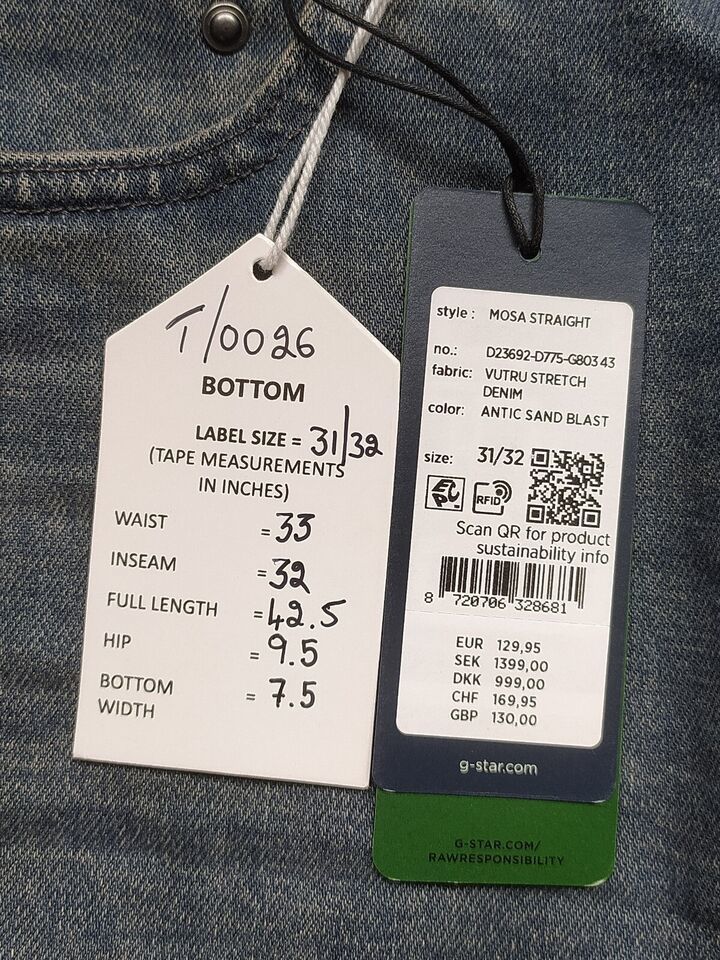 T/0026
BOTTOM
LABEL SIZE = 31/32
(TAPE MEASUREMENTS
IN INCHES)
WAIST = 33
INSEAM = 32
FULL LENGTH = 42.5
HIP = 9.5
BOTTOM
WIDTH = 7.5
style : MOSA STRAIGHT
no.: D23692-D775-G803 43
fabric: VUTRU STRETCH
DENIM
color: ANTIC SAND BLAST
size: 31/32
RFID
Scan QR for product
sustainability info
8 720706 328681
EUR 129,95
SEK 1399,00
DKK 999,00
CHF 169,95
GBP 130,00
g-star.com
G-STAR.COM/
RAWRESPONSIBILITY